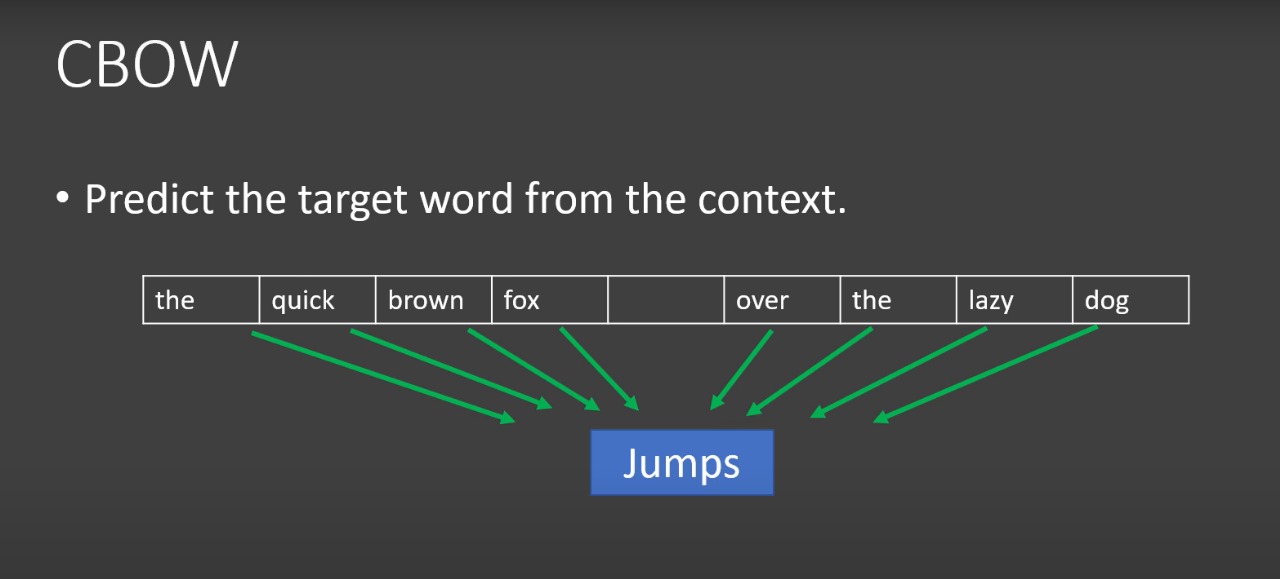 CBOW
• Predict the target word from the context.
the quick brown fox over the lazy dog
Jumps